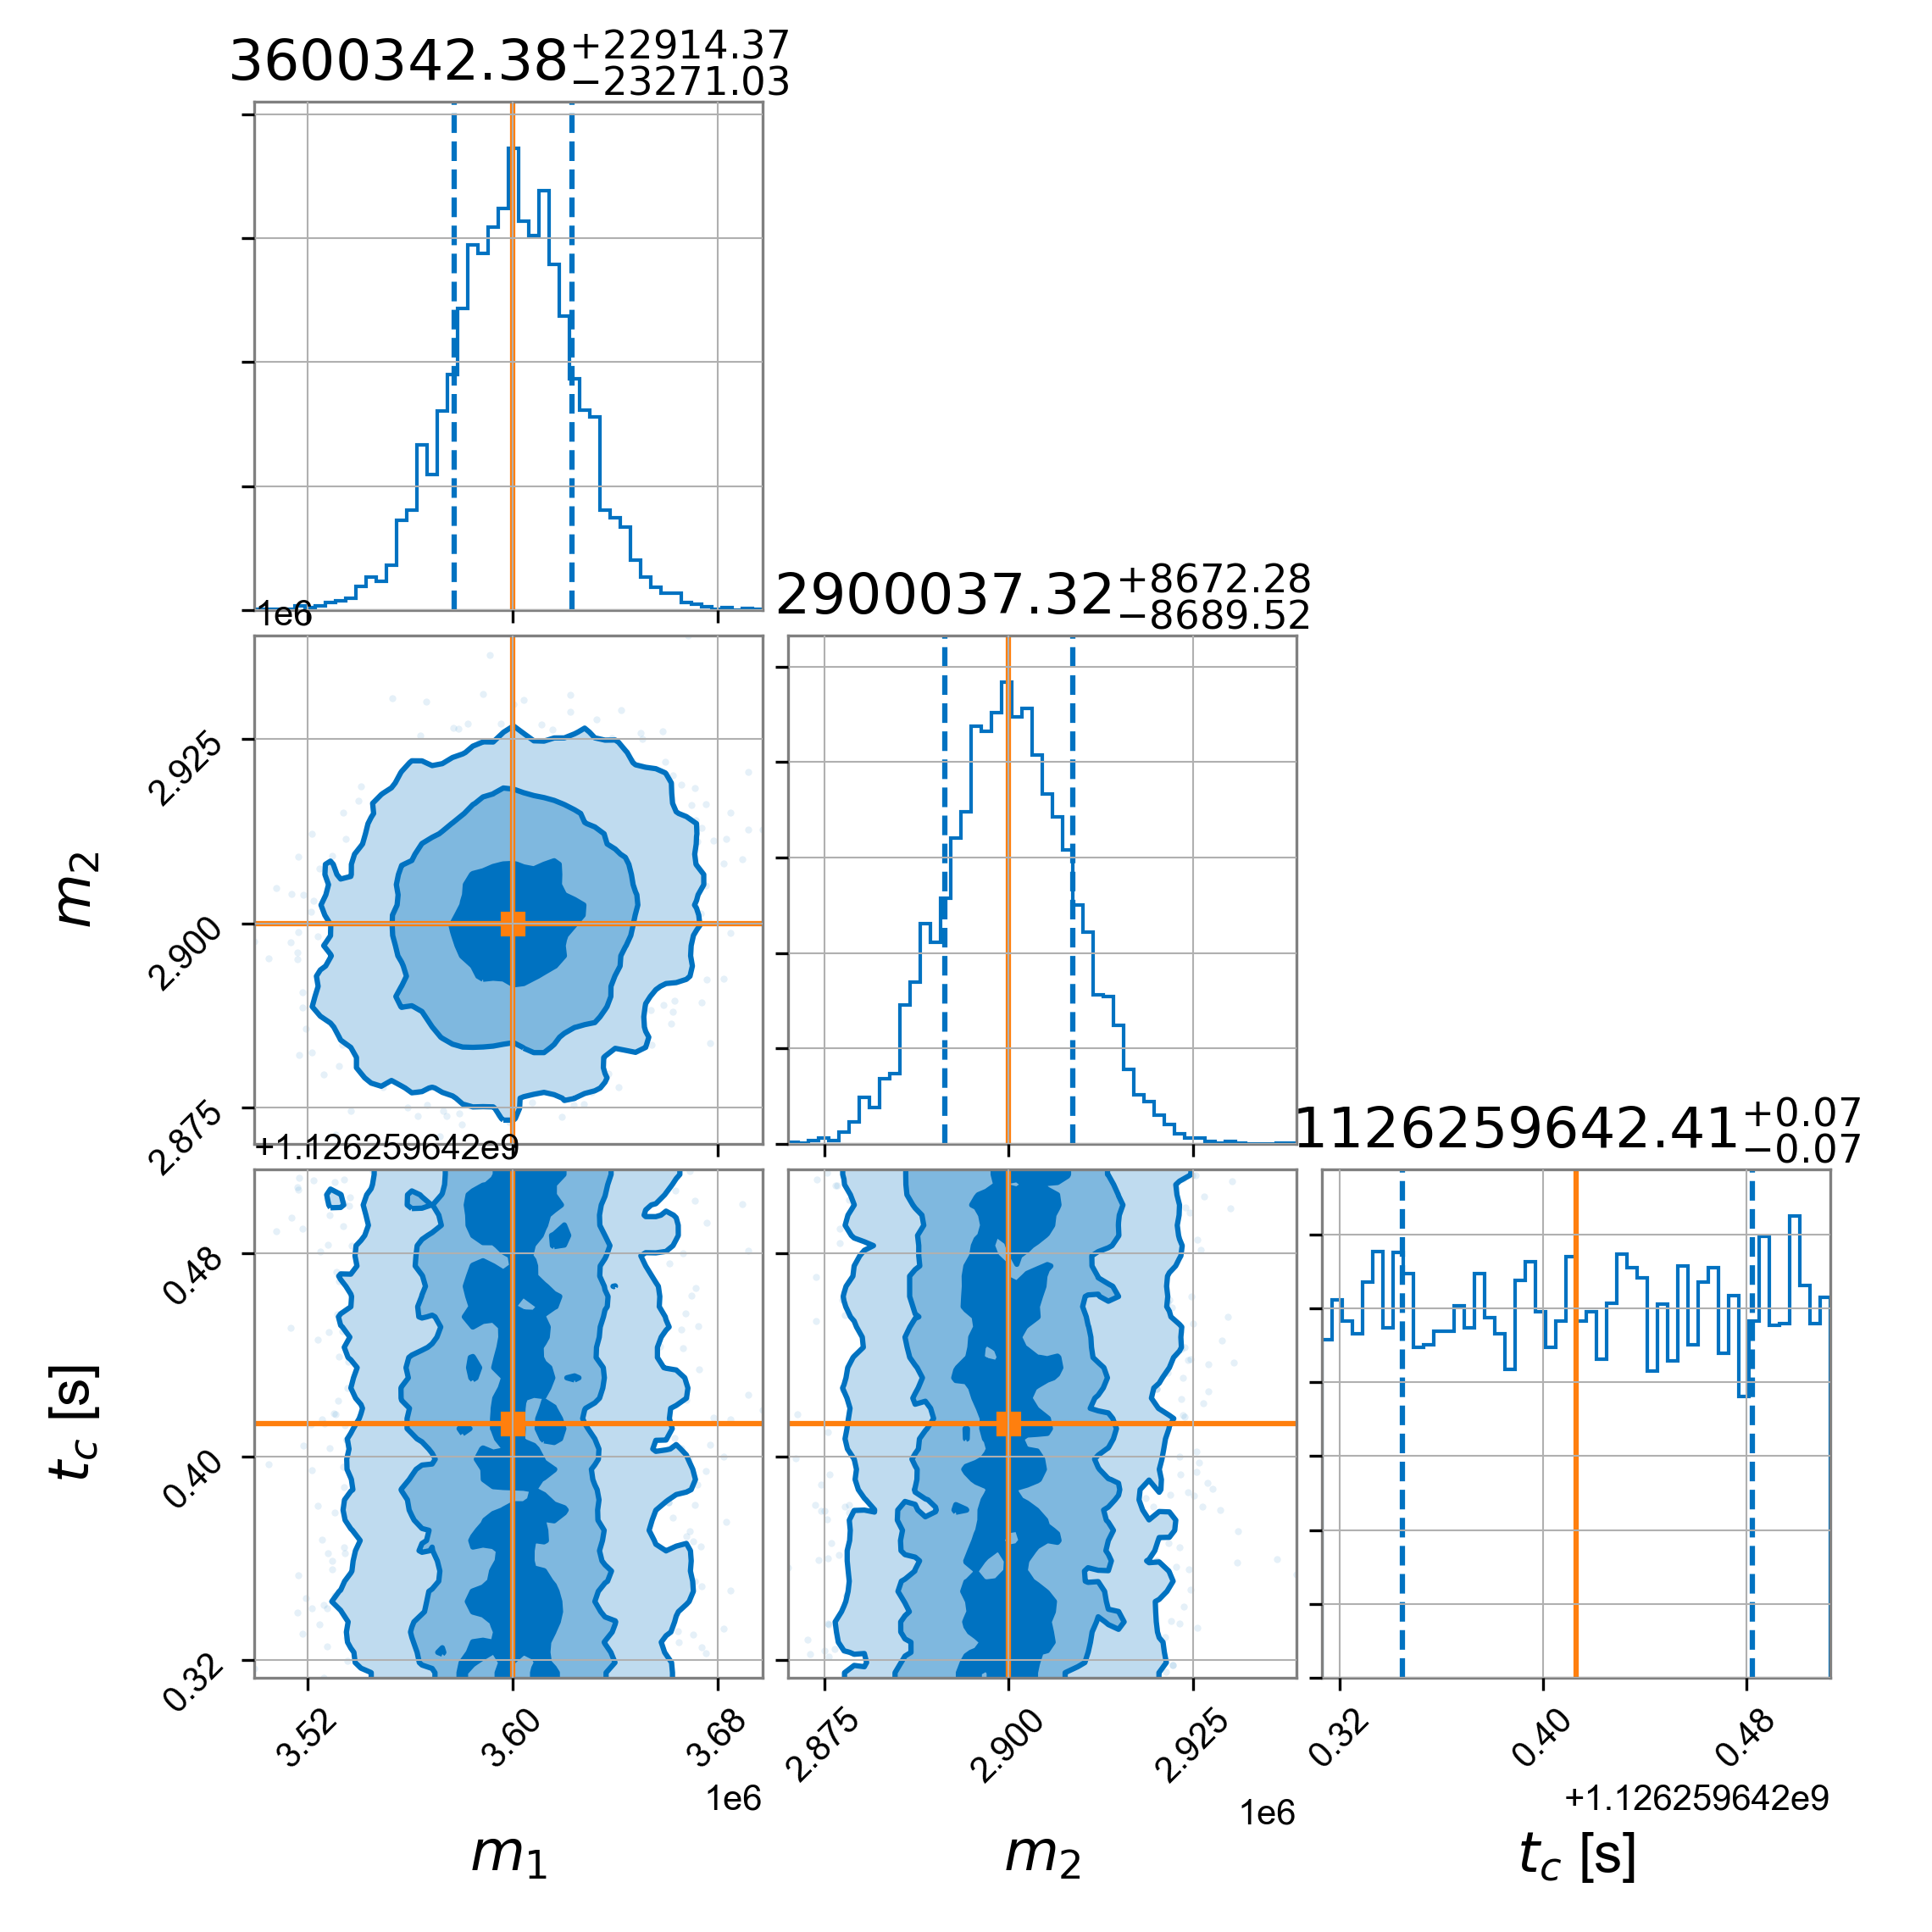 3600342.38+22914.37
−23271.03
1e6
2900037.32+8672.28
−8689.52
m2
2.925
2.900
2.875
+1.126259642e9
1126259642.41+0.07
−0.07
tc [s]
0.48
0.40
0.32
3.52 3.60 3.68 2.875 2.900 2.925 0.32 0.40 0.48
1e6 1e6 +1.126259642e9
m1 m2 tc [s]